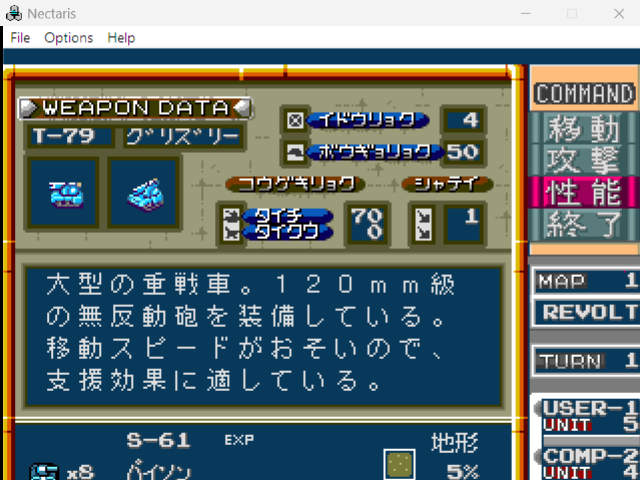 Nectaris
File Options Help
WEAPON DATA
T-79 グリズリー
イドウリョク 4
ボウギョリョク 50
コウゲキリョク シャテイ
タイチ 70 1
タイクウ 0
大型の重戦車。120mm級
の無反動砲を装備している。
移動スピードがおそいので、
支援効果に適している。
S-61 EXP 地形
x8 バイソン 5%
COMMAND
移動
攻撃
性能
終了
MAP 1
REVOLT
TURN 1
USER-1
UNIT 5
COMP-2
UNIT 4